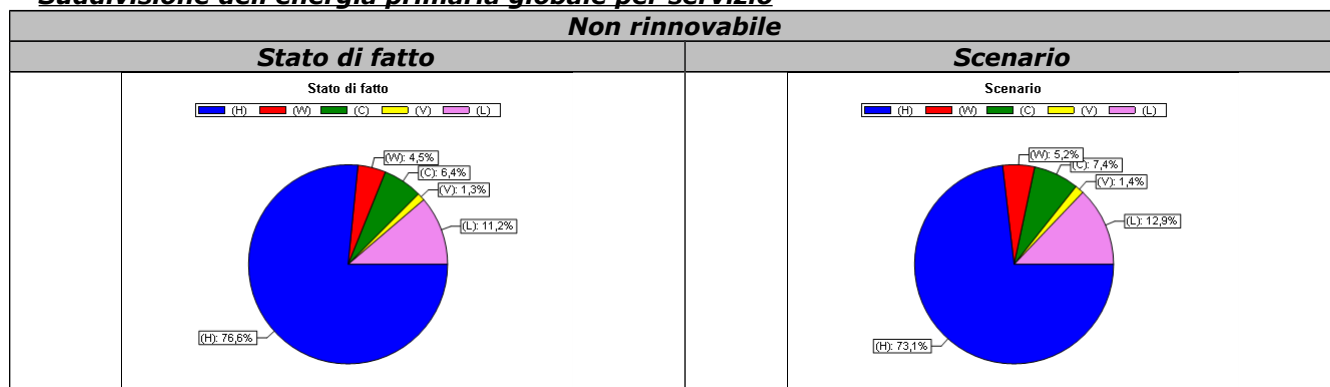 Suddivisione dell'energia primaria globale per servizio
Non rinnovabile
Stato di fatto
Scenario
Stato di fatto
(H) (W) (C) (V) (L)
(W): 4,5%
(C): 6,4%
(V): 1,3%
(L): 11,2%
(H): 76,6%
Scenario
(H) (W) (C) (V) (L)
(W): 5,2%
(C): 7,4%
(V): 1,4%
(L): 12,9%
(H): 73,1%